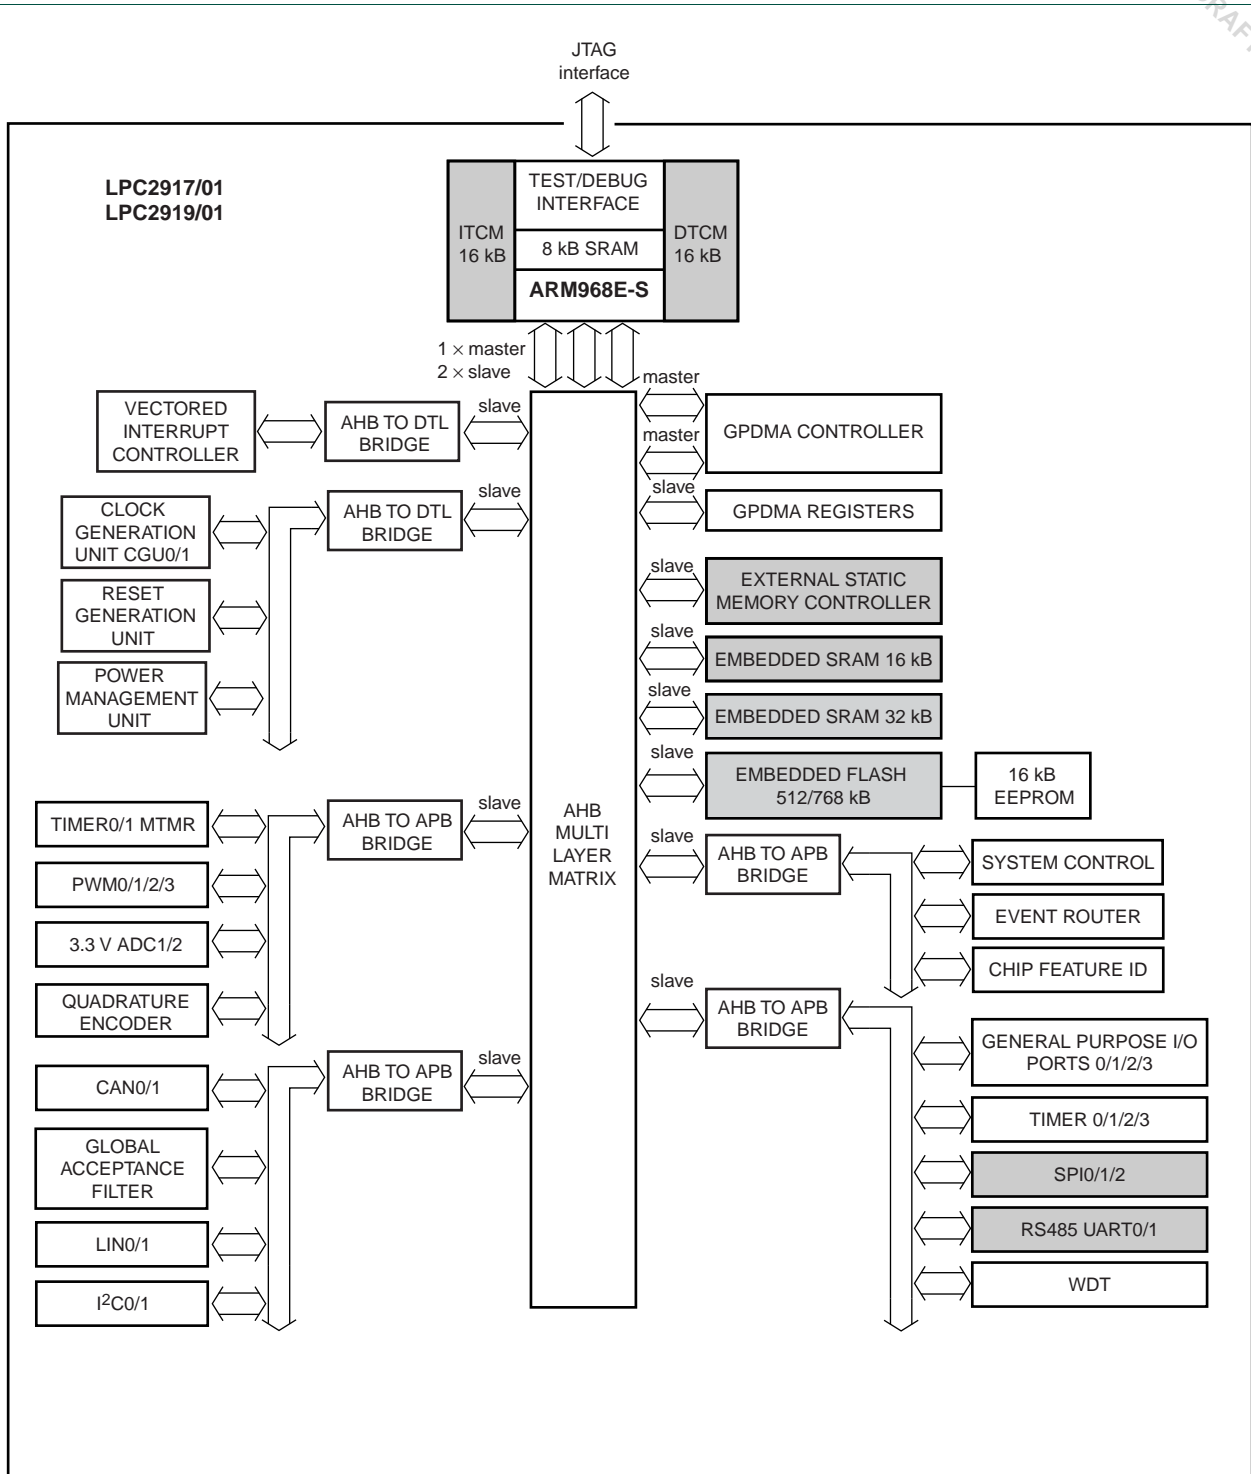 DRAFT
JTAG
interface
LPC2917/01
LPC2919/01
ITCM
16 kB
TEST/DEBUG
INTERFACE
8 kB SRAM
ARM968E-S
DTCM
16 kB
1 × master
2 × slave
master
master
slave
GPDMA CONTROLLER
GPDMA REGISTERS
VECTORED
INTERRUPT
CONTROLLER
AHB TO DTL
BRIDGE
slave
CLOCK
GENERATION
UNIT CGU0/1
AHB TO DTL
BRIDGE
slave
RESET
GENERATION
UNIT
POWER
MANAGEMENT
UNIT
slave
EXTERNAL STATIC
MEMORY CONTROLLER
slave
EMBEDDED SRAM 16 kB
slave
EMBEDDED SRAM 32 kB
slave
EMBEDDED FLASH
512/768 kB
16 kB
EEPROM
AHB
MULTI
LAYER
MATRIX
TIMER0/1 MTMR
AHB TO APB
BRIDGE
slave
PWM0/1/2/3
3.3 V ADC1/2
QUADRATURE
ENCODER
slave
AHB TO APB
BRIDGE
SYSTEM CONTROL
EVENT ROUTER
CHIP FEATURE ID
CAN0/1
AHB TO APB
BRIDGE
slave
GLOBAL
ACCEPTANCE
FILTER
LIN0/1
I2C0/1
slave
AHB TO APB
BRIDGE
GENERAL PURPOSE I/O
PORTS 0/1/2/3
TIMER 0/1/2/3
SPI0/1/2
RS485 UART0/1
WDT